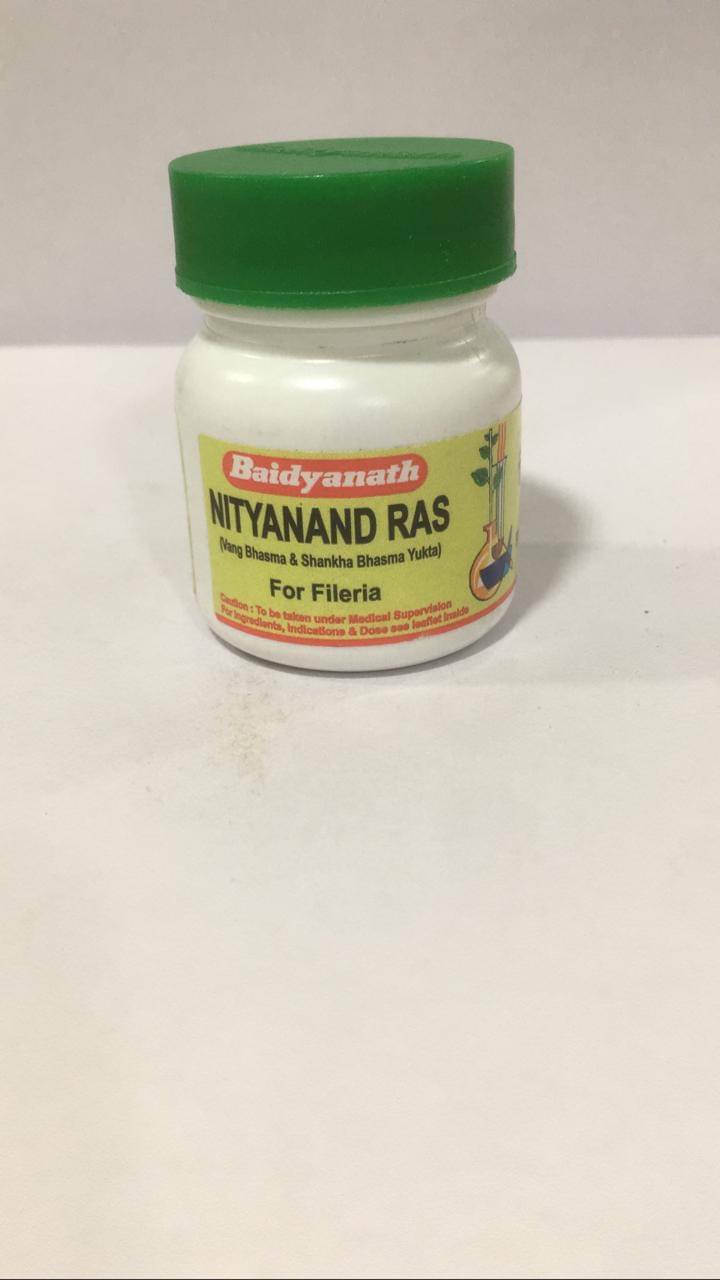 Baidyanath
NITYANAND RAS
(Vang Bhasma & Shankha Bhasma Yukta)
For Fileria
Caution : To be taken under Medical Supervision
For Ingredients, Indications & Dose see leaflet Inside